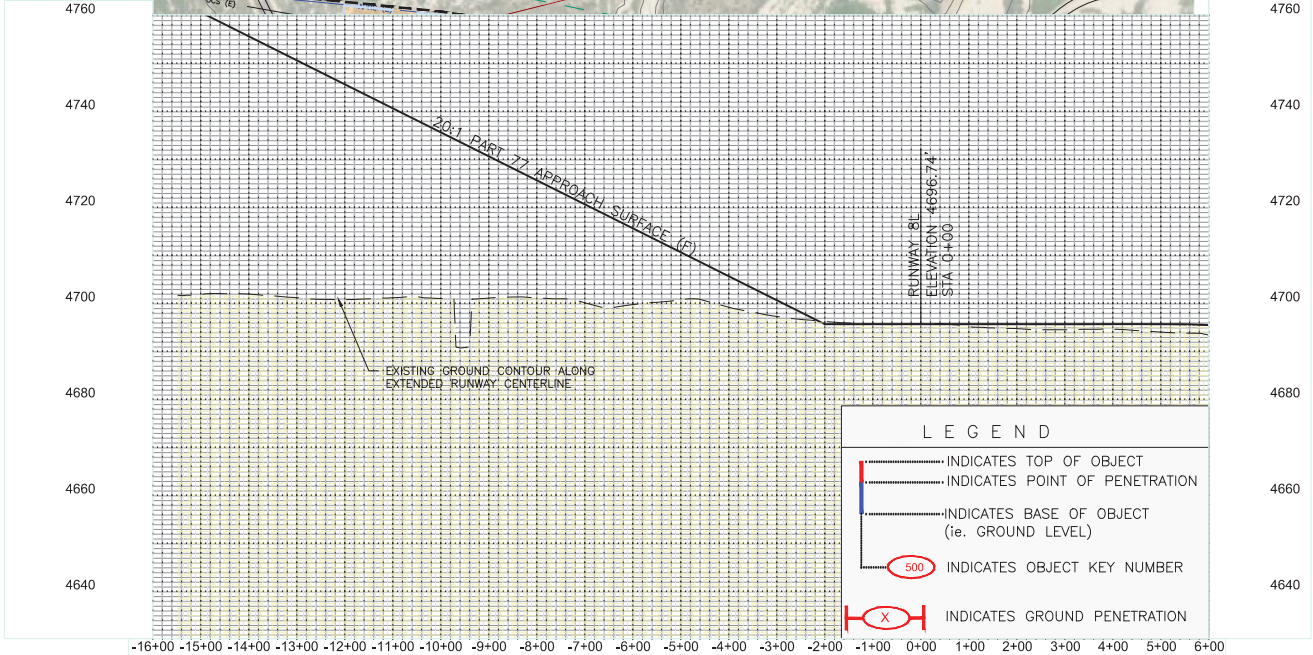 4760
OCS (E)
4760
4740
4740
20:1 PART 77 APPROACH SURFACE (F)
4720
4720
RUNWAY 8L
ELEVATION 4696.74'
STA 0+00
4700
4700
EXISTING GROUND CONTOUR ALONG
EXTENDED RUNWAY CENTERLINE
4680
4680
LEGEND
INDICATES TOP OF OBJECT
INDICATES POINT OF PENETRATION
4660
4660
INDICATES BASE OF OBJECT
(ie. GROUND LEVEL)
500 INDICATES OBJECT KEY NUMBER
4640
4640
X INDICATES GROUND PENETRATION
-16+00 -15+00 -14+00 -13+00 -12+00 -11+00 -10+00 -9+00 -8+00 -7+00 -6+00 -5+00 -4+00 -3+00 -2+00 -1+00 0+00 1+00 2+00 3+00 4+00 5+00 6+00